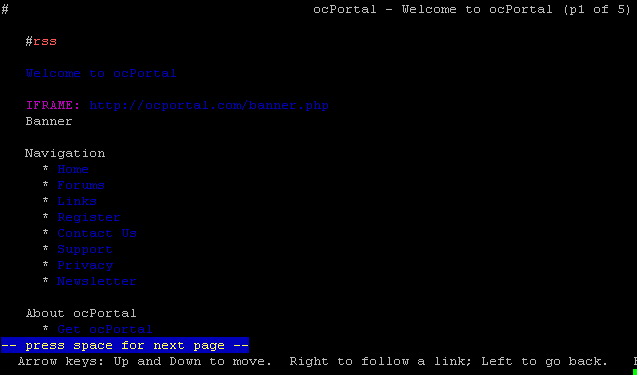 #
ocPortal - Welcome to ocPortal (p1 of 5)
#rss
Welcome to ocPortal
IFRAME: http://ocportal.com/banner.php
Banner
Navigation
* Home
* Forums
* Links
* Register
* Contact Us
* Support
* Privacy
* Newsletter
About ocPortal
* Get ocPortal
-- press space for next page --
Arrow keys: Up and Down to move. Right to follow a link; Left to go back.